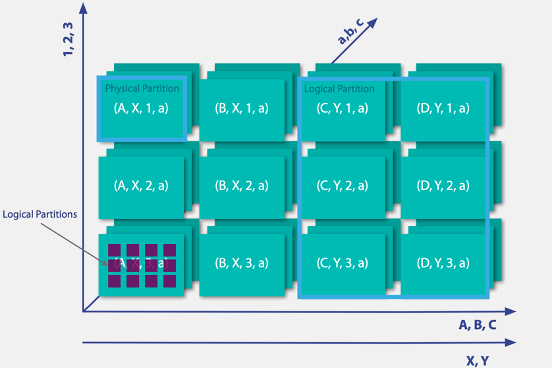 1, 2, 3
a,b,c
Physical Partition
Logical Partition
(A, X, 1, a)
(B, X, 1, a)
(C, Y, 1, a)
(D, Y, 1, a)
(A, X, 2, a)
(B, X, 2, a)
(C, Y, 2, a)
(D, Y, 2, a)
Logical Partitions
(A, X, 3, a)
(B, X, 3, a)
(C, Y, 3, a)
(D, Y, 3, a)
A, B, C
X, Y